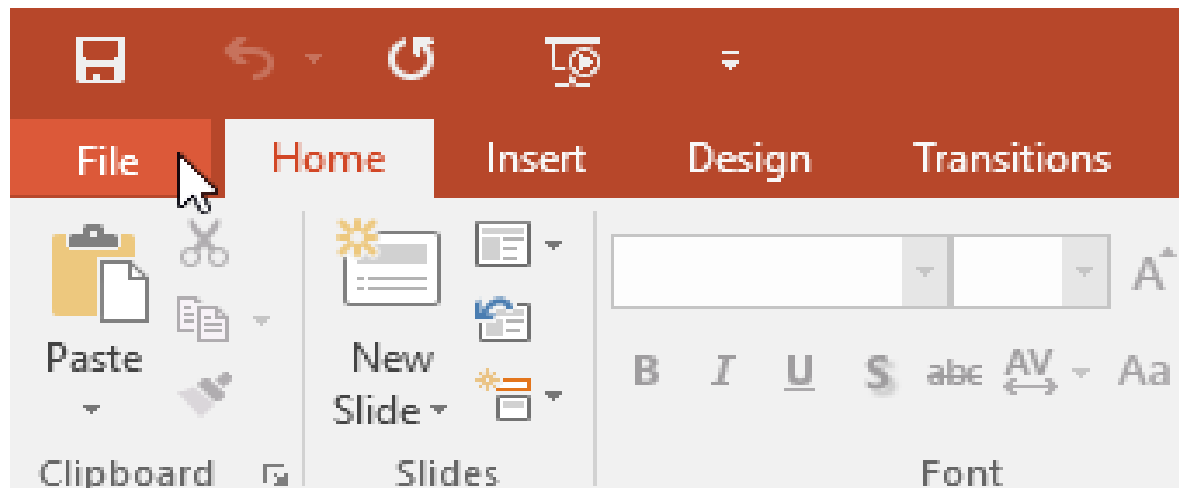 File Home Insert Design Transitions
A
Paste New Slide B I U S abc AV Aa
Clipboard Slides Font